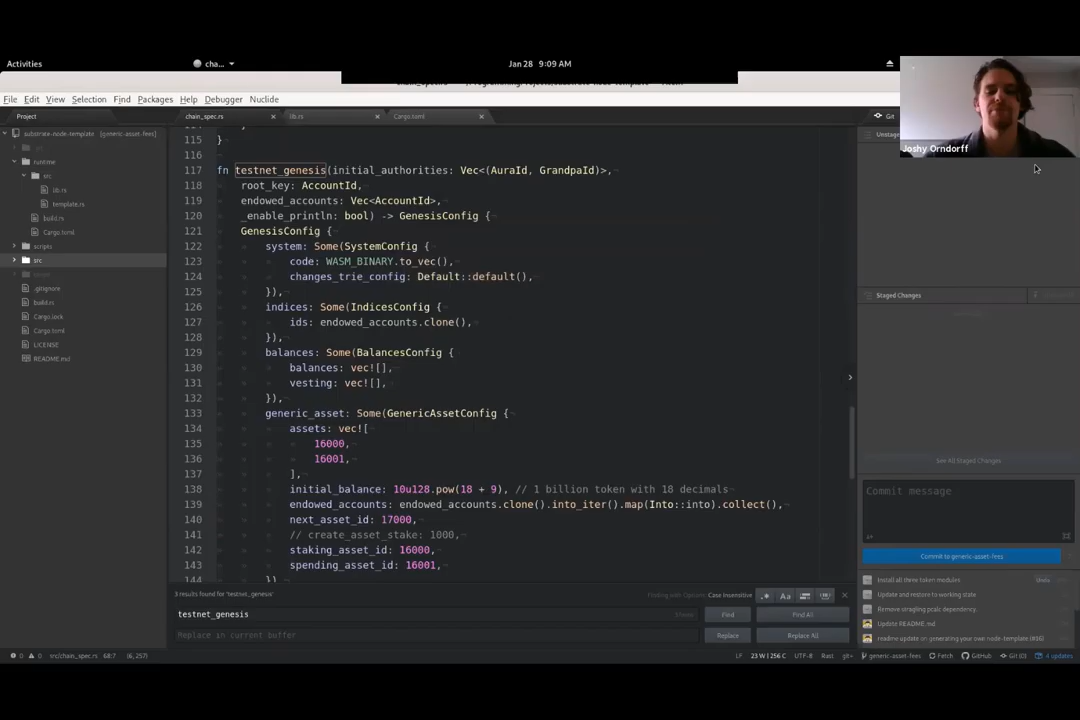 Activities
cha...
Jan 28 9:09 AM
File Edit View Selection Find Packages Help Debugger Nuclide
Joshy Orndorff
Project
chain_spec.rs
lib.rs
Cargo.toml
Git
substrate-node-template [generic-asset-fees]
runtime
src
lib.rs
template.rs
build.rs
Cargo.toml
scripts
src
.gitignore
build.rs
Cargo.lock
Cargo.toml
LICENSE
README.md
115 }
116
117 fn testnet_genesis(initial_authorities: Vec<(AuraId, GrandpaId)>,
118 root_key: AccountId,
119 endowed_accounts: Vec<AccountId>,
120 _enable_println: bool) -> GenesisConfig {
121 GenesisConfig {
122 system: Some(SystemConfig {
123 code: WASM_BINARY.to_vec(),
124 changes_trie_config: Default::default(),
125 }),
126 indices: Some(IndicesConfig {
127 ids: endowed_accounts.clone(),
128 }),
129 balances: Some(BalancesConfig {
130 balances: vec![],
131 vesting: vec![],
132 }),
133 generic_asset: Some(GenericAssetConfig {
134 assets: vec![
135 16000,
136 16001,
137 ],
138 initial_balance: 10u128.pow(18 + 9), // 1 billion token with 18 decimals
139 endowed_accounts: endowed_accounts.clone().into_iter().map(Into::into).collect(),
140 next_asset_id: 17000,
141 // create_asset_stake: 1000,
142 staking_asset_id: 16000,
143 spending_asset_id: 16001,
144 })
Staged Changes
See All Staged Changes
Commit message
Commit to generic-asset-fees
Install all three token modules
Undo
Update and restore to working state
Remove stragling pcalc dependency.
Update README.md
readme update on generating your own node-template (#36)
3 results found for 'testnet_genesis'
Finding with Options: Case Insensitive
testnet_genesis
Find
Find All
Replace in current buffer
Replace
Replace All
0 0 src/chain_spec.rs 68:7 (6, 257)
LF 23 W | 256 C UTF-8 Rust git+ generic-asset-fees Fetch GitHub Git (0) 4 updates